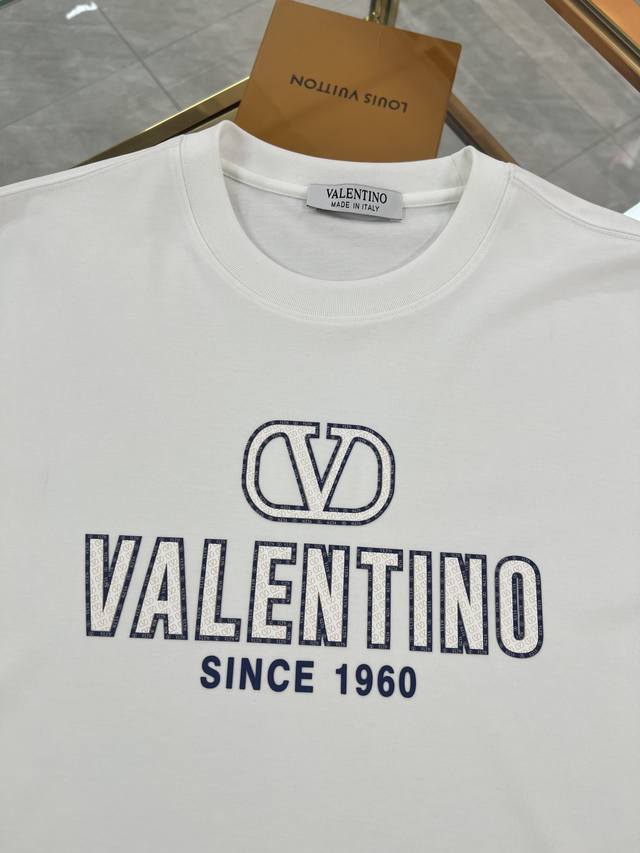 LOUIS VUITTON
VALENTINO
MADE IN ITALY
VALENTINO
SINCE 1960